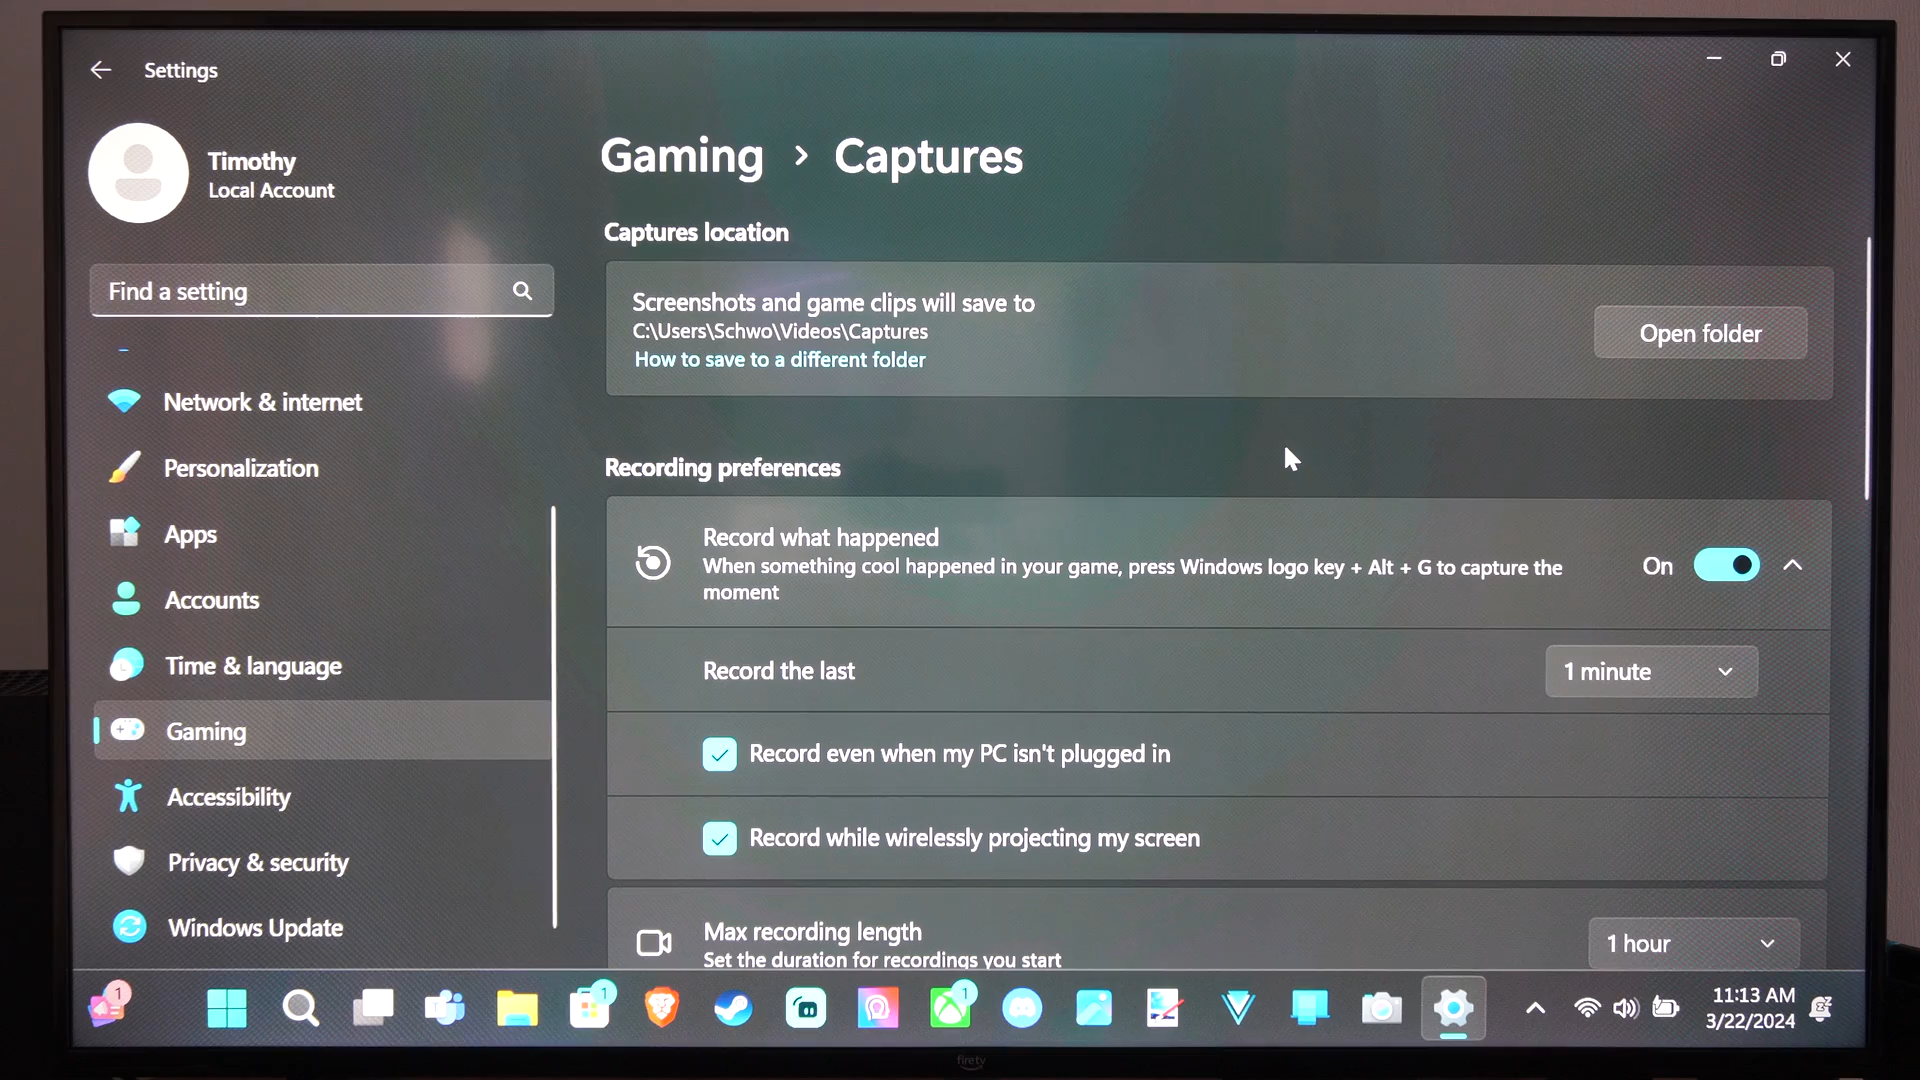 Settings
Timothy
Local Account
Find a setting
Network & internet
Personalization
Apps
Accounts
Time & language
Gaming
Accessibility
Privacy & security
Windows Update
Gaming > Captures
Captures location
Screenshots and game clips will save to
C:\Users\Schwo\Videos\Captures
How to save to a different folder
Open folder
Recording preferences
Record what happened
When something cool happened in your game, press Windows logo key + Alt + G to capture the
moment
On
Record the last
1 minute
Record even when my PC isn't plugged in
Record while wirelessly projecting my screen
Max recording length
Set the duration for recordings you start
1 hour
1
1
1
11:13 AM
3/22/2024
firetv